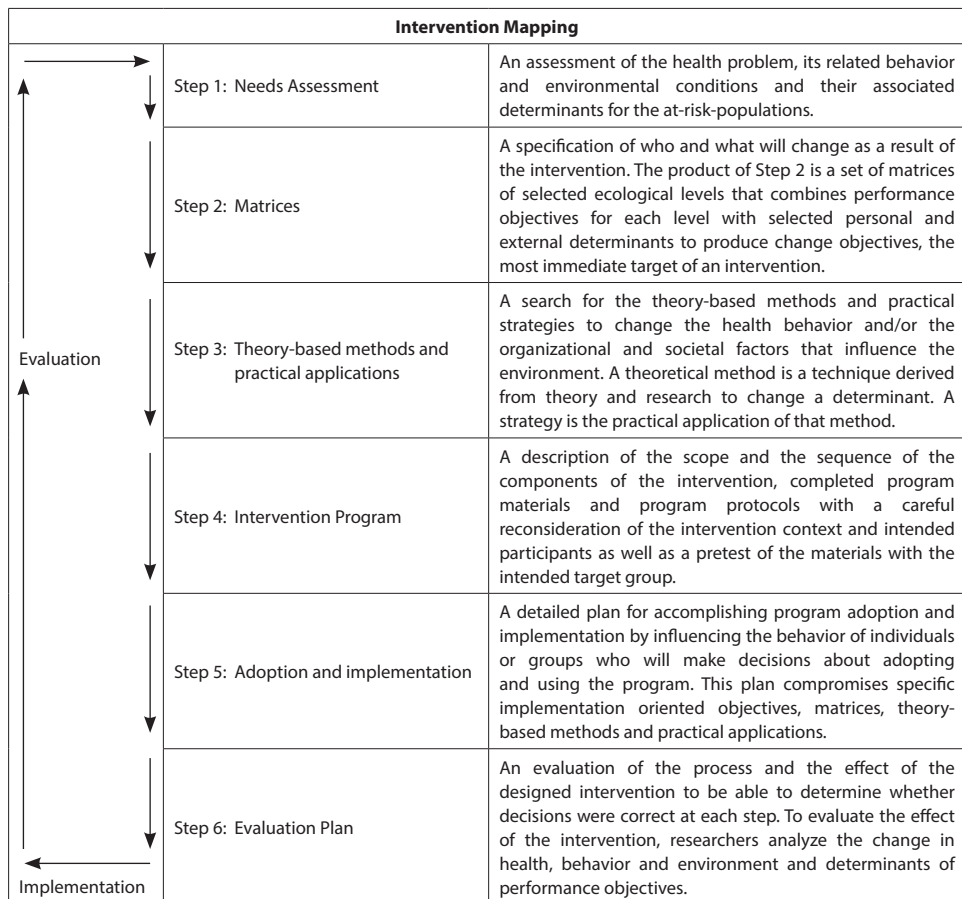 Intervention Mapping
Step 1: Needs Assessment
An assessment of the health problem, its related behavior
and environmental conditions and their associated
determinants for the at-risk-populations.
Step 2: Matrices
A specification of who and what will change as a result of
the intervention. The product of Step 2 is a set of matrices
of selected ecological levels that combines performance
objectives for each level with selected personal and
external determinants to produce change objectives, the
most immediate target of an intervention.
Evaluation
Step 3: Theory-based methods and
practical applications
A search for the theory-based methods and practical
strategies to change the health behavior and/or the
organizational and societal factors that influence the
environment. A theoretical method is a technique derived
from theory and research to change a determinant. A
strategy is the practical application of that method.
Step 4: Intervention Program
A description of the scope and the sequence of the
components of the intervention, completed program
materials and program protocols with a careful
reconsideration of the intervention context and intended
participants as well as a pretest of the materials with the
intended target group.
Step 5: Adoption and implementation
A detailed plan for accomplishing program adoption and
implementation by influencing the behavior of individuals
or groups who will make decisions about adopting
and using the program. This plan compromises specific
implementation oriented objectives, matrices, theory-
based methods and practical applications.
Step 6: Evaluation Plan
An evaluation of the process and the effect of the
designed intervention to be able to determine whether
decisions were correct at each step. To evaluate the effect
of the intervention, researchers analyze the change in
health, behavior and environment and determinants of
performance objectives.
Implementation